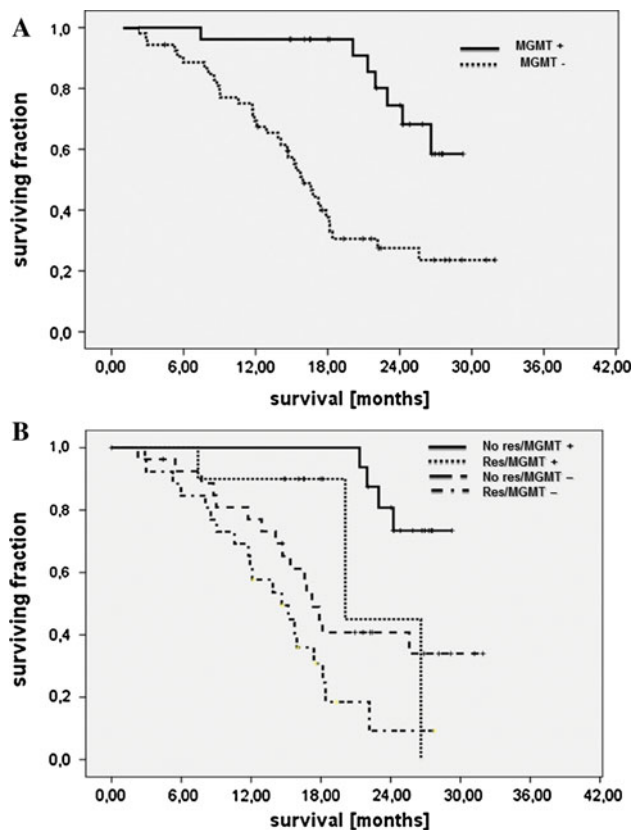 A
1,0
0,8
0,6
0,4
0,2
0,0
surviving fraction
MGMT +
MGMT -
0,00 6,00 12,00 18,00 24,00 30,00 36,00 42,00
survival [months]
B
1,0
0,8
0,6
0,4
0,2
0,0
surviving fraction
No res/MGMT +
Res/MGMT +
No res/MGMT –
Res/MGMT –
0,00 6,00 12,00 18,00 24,00 30,00 36,00 42,00
survival [months]